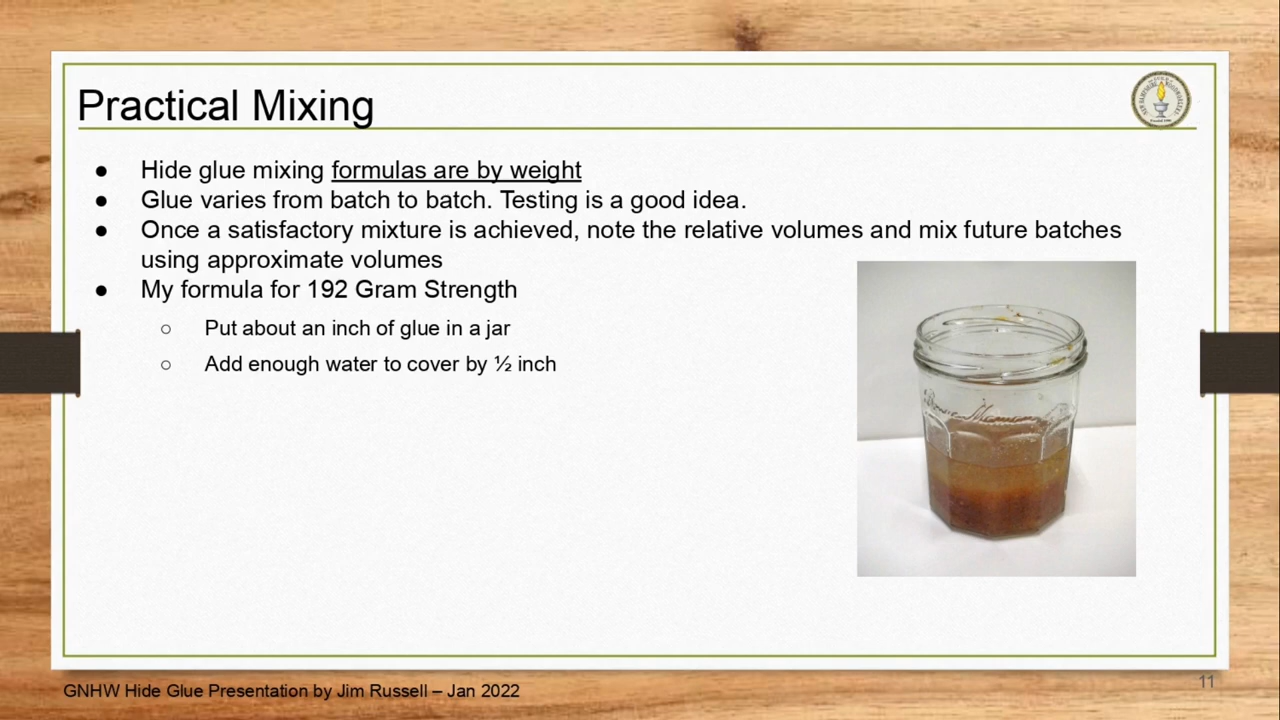 Practical Mixing
● Hide glue mixing formulas are by weight
● Glue varies from batch to batch. Testing is a good idea.
● Once a satisfactory mixture is achieved, note the relative volumes and mix future batches
using approximate volumes
● My formula for 192 Gram Strength
○ Put about an inch of glue in a jar
○ Add enough water to cover by ½ inch
GNHW Hide Glue Presentation by Jim Russell – Jan 2022
11